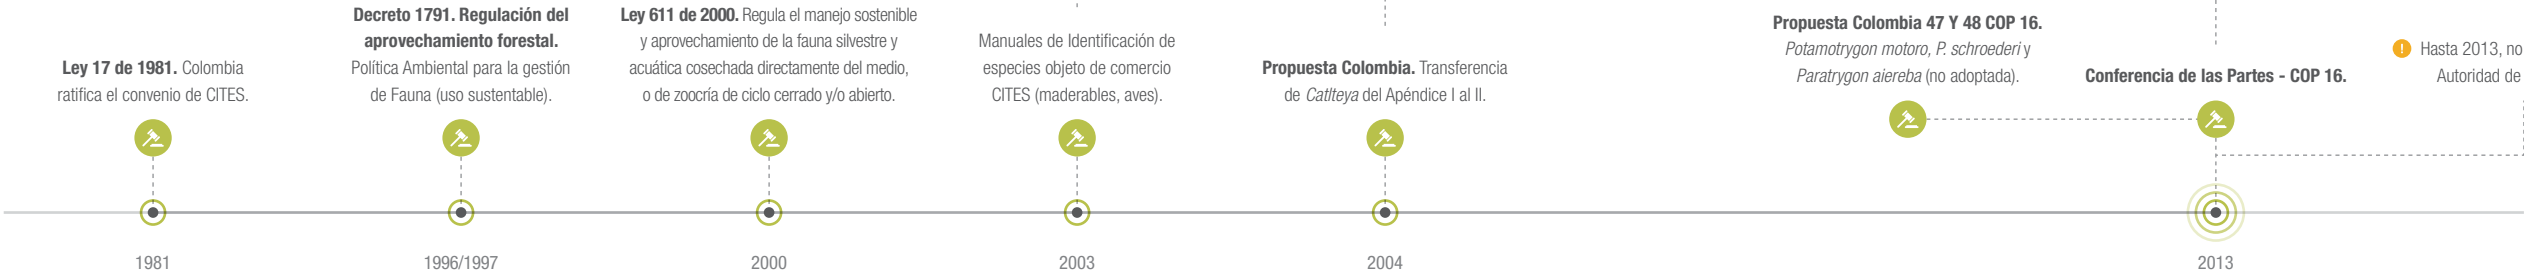 Ley 17 de 1981. Colombia
ratifica el convenio de CITES.
Decreto 1791. Regulación del
aprovechamiento forestal.
Política Ambiental para la gestión
de Fauna (uso sustentable).
Ley 611 de 2000. Regula el manejo sostenible
y aprovechamiento de la fauna silvestre y
acuática cosechada directamente del medio,
o de zoocría de ciclo cerrado y/o abierto.
Manuales de Identificación de
especies objeto de comercio
CITES (maderables, aves).
Propuesta Colombia. Transferencia
de Catlteya del Apéndice I al II.
Propuesta Colombia 47 Y 48 COP 16.
Potamotrygon motoro, P. schroederi y
Paratrygon aiereba (no adoptada).
Conferencia de las Partes - COP 16.
! Hasta 2013, no
Autoridad de
1981
1996/1997
2000
2003
2004
2013